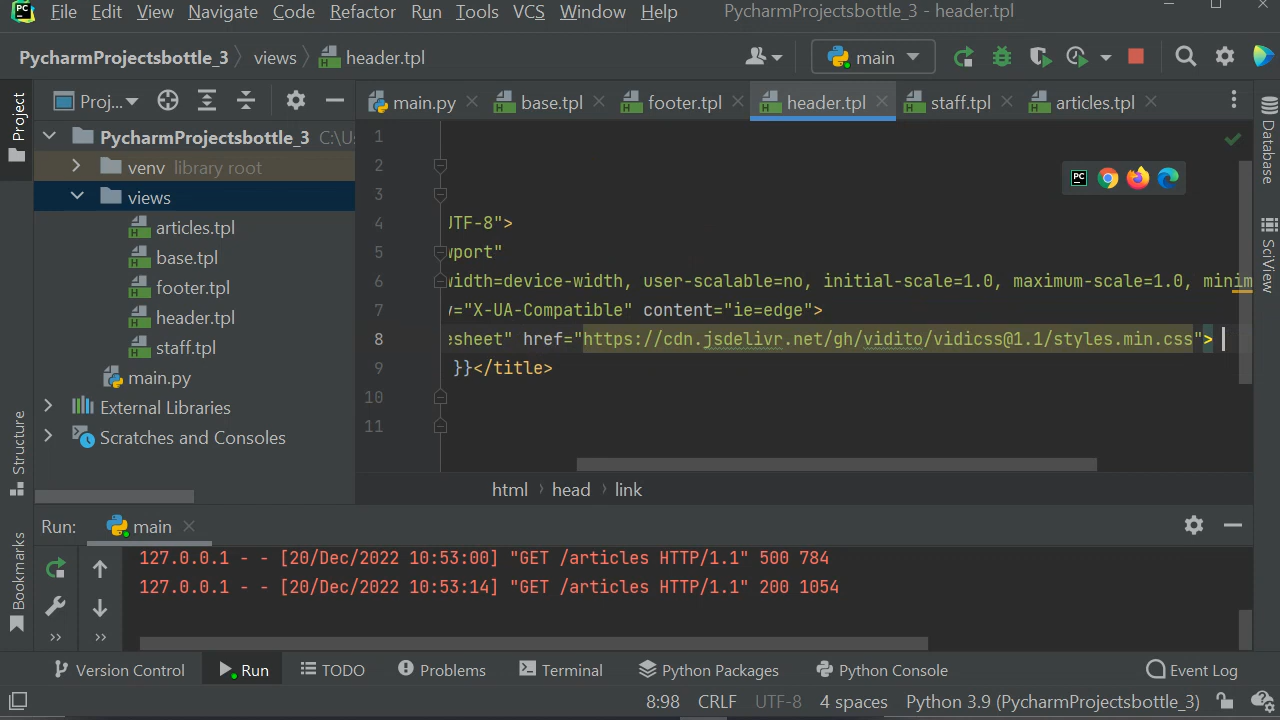 PC File Edit View Navigate Code Refactor Run Tools VCS Window Help PycharmProjectsbottle_3 - header.tpl
PycharmProjectsbottle_3 views header.tpl main
Project Proj... main.py base.tpl footer.tpl header.tpl staff.tpl articles.tpl Database
PycharmProjectsbottle_3 C:\Us
venv library root
views
articles.tpl
base.tpl
footer.tpl
header.tpl
staff.tpl
main.py
External Libraries
Scratches and Consoles
1
2
3
4 UTF-8">
5 wport"
6 width=device-width, user-scalable=no, initial-scale=1.0, maximum-scale=1.0, minim
7 v="X-UA-Compatible" content="ie=edge">
8 esheet" href="https://cdn.jsdelivr.net/gh/vidito/vidicss@1.1/styles.min.css">
9 }}</title>
10
11
PC
SciView
html head link
Structure
Bookmarks
Run: main
127.0.0.1 - - [20/Dec/2022 10:53:00] "GET /articles HTTP/1.1" 500 784
127.0.0.1 - - [20/Dec/2022 10:53:14] "GET /articles HTTP/1.1" 200 1054
Version Control Run TODO Problems Terminal Python Packages Python Console Event Log
8:98 CRLF UTF-8 4 spaces Python 3.9 (PycharmProjectsbottle_3)